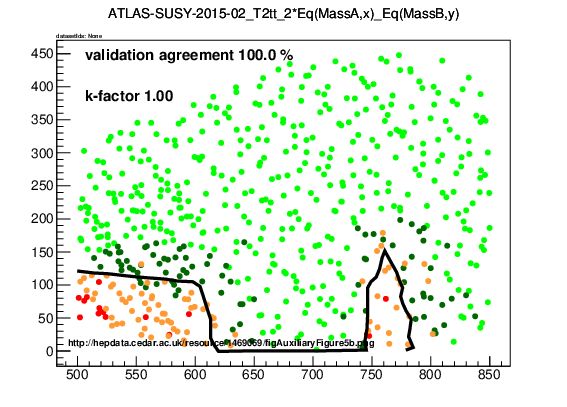 ATLAS-SUSY-2015-02_T2tt_2*Eq(MassA,x)_Eq(MassB,y)
datasetIds: None
validation agreement 100.0 %
k-factor 1.00
450
400
350
300
250
200
150
100
50
0
http://hepdata.cedar.ac.uk/resource/1469069/figAuxiliaryFigure5b.png
500 550 600 650 700 750 800 850